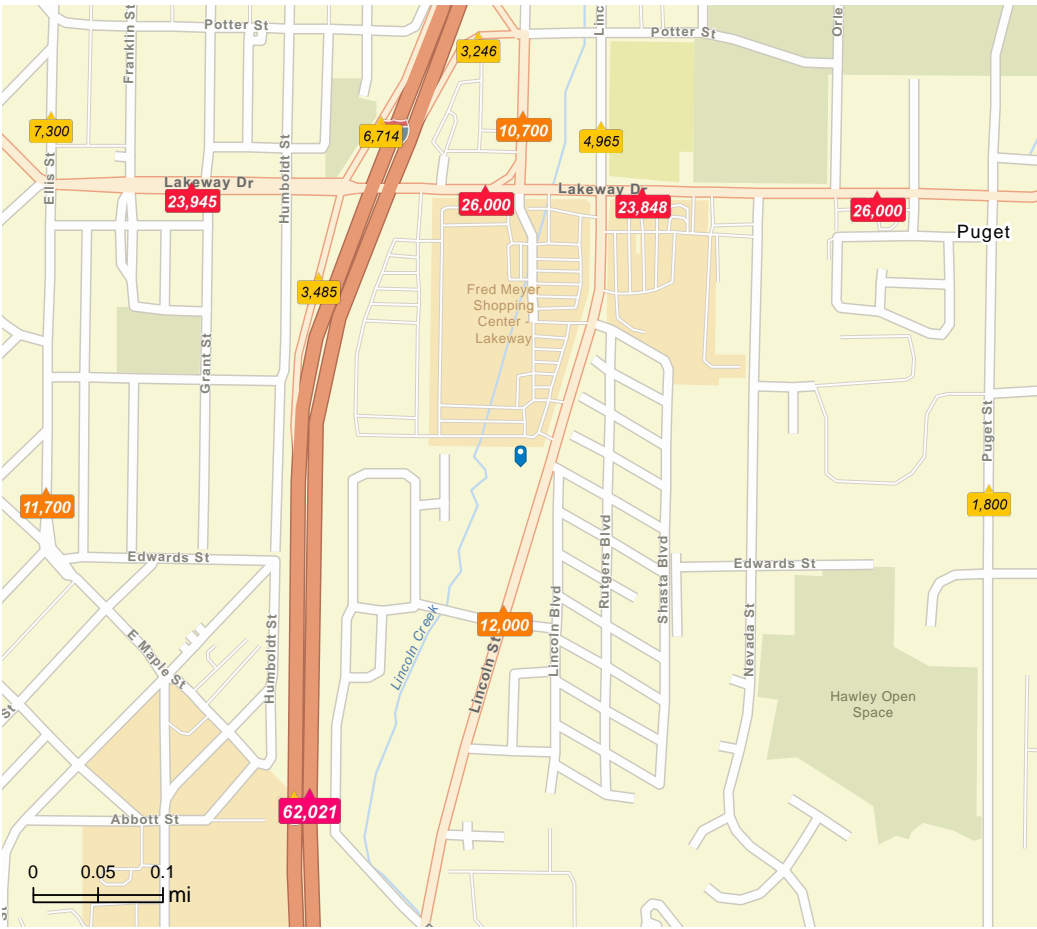 Potter St
Franklin St
Linc
Orle
Potter St
3,246
7,300
6,714
10,700
4,965
Ellis St
Humboldt St
Lakeway Dr
23,945
Lakeway Dr
26,000
23,848
26,000
Puget
3,485
Fred Meyer
Shopping
Center -
Lakeway
Grant St
Puget St
11,700
1,800
Edwards St
Rutgers Blvd
Shasta Blvd
Edwards St
Lincoln Creek
12,000
Lincoln Blvd
Nevada St
E Maple St
Humboldt St
Lincoln St
St
Hawley Open
Space
62,021
Abbott St
0 0.05 0.1
mi
St